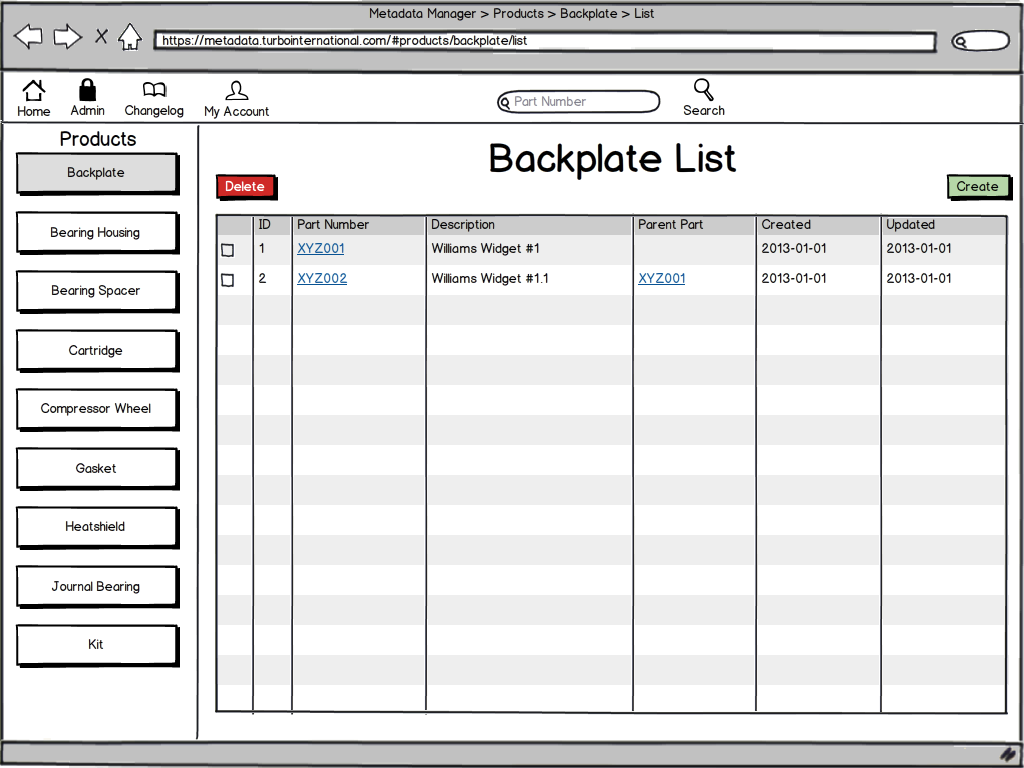 Metadata Manager > Products > Backplate > List
https://metadata.turbointernational.com/#products/backplate/list
Home Admin Changelog My Account Part Number Search
Products
Backplate
Bearing Housing
Bearing Spacer
Cartridge
Compressor Wheel
Gasket
Heatshield
Journal Bearing
Kit
Backplate List
Delete Create
ID Part Number Description Parent Part Created Updated
1 XYZ001 Williams Widget #1 2013-01-01 2013-01-01
2 XYZ002 Williams Widget #1.1 XYZ001 2013-01-01 2013-01-01